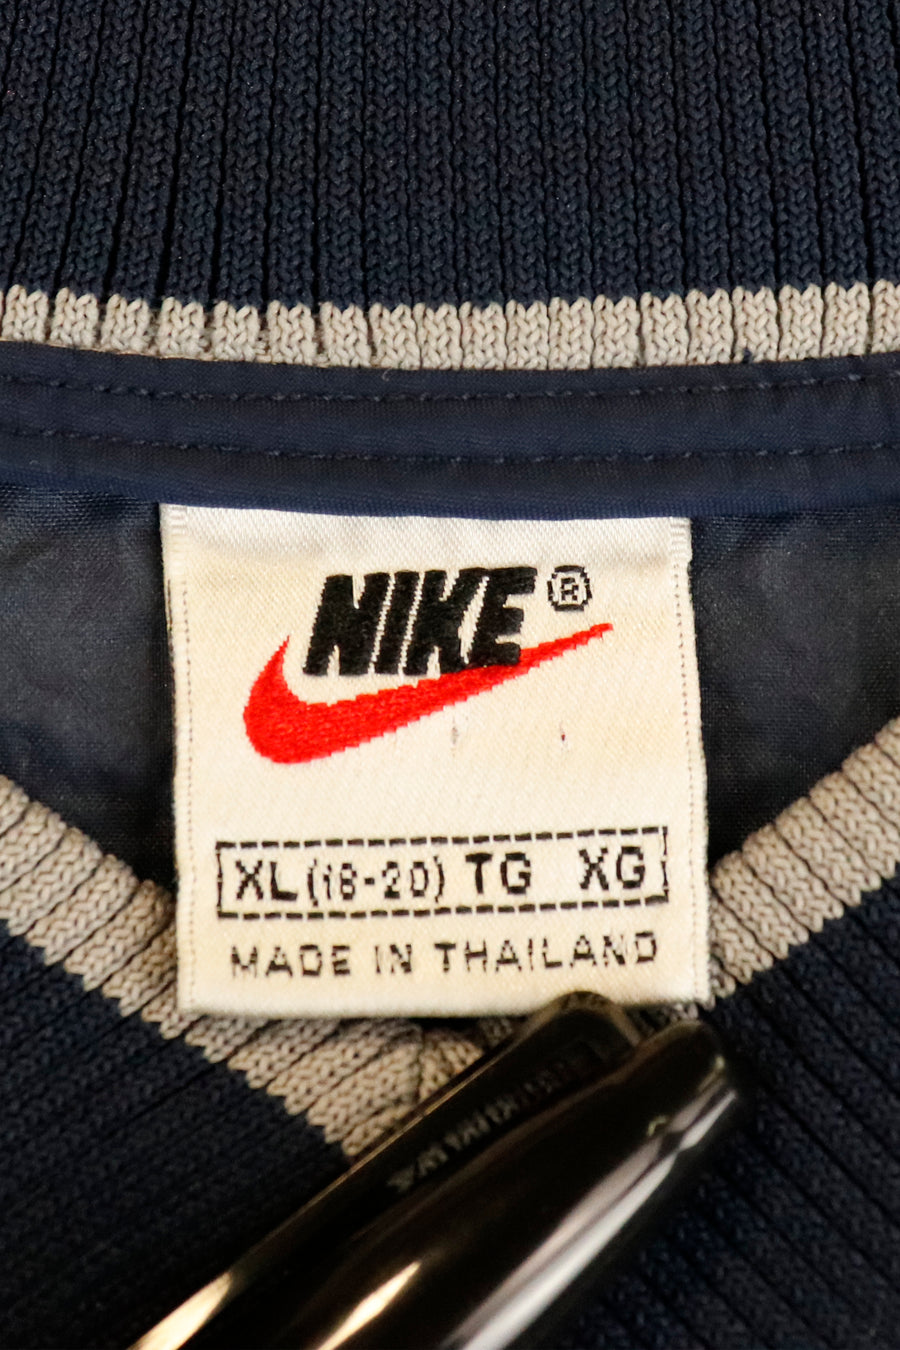 NIKE®
XL (18-20) TG XG
MADE IN THAILAND